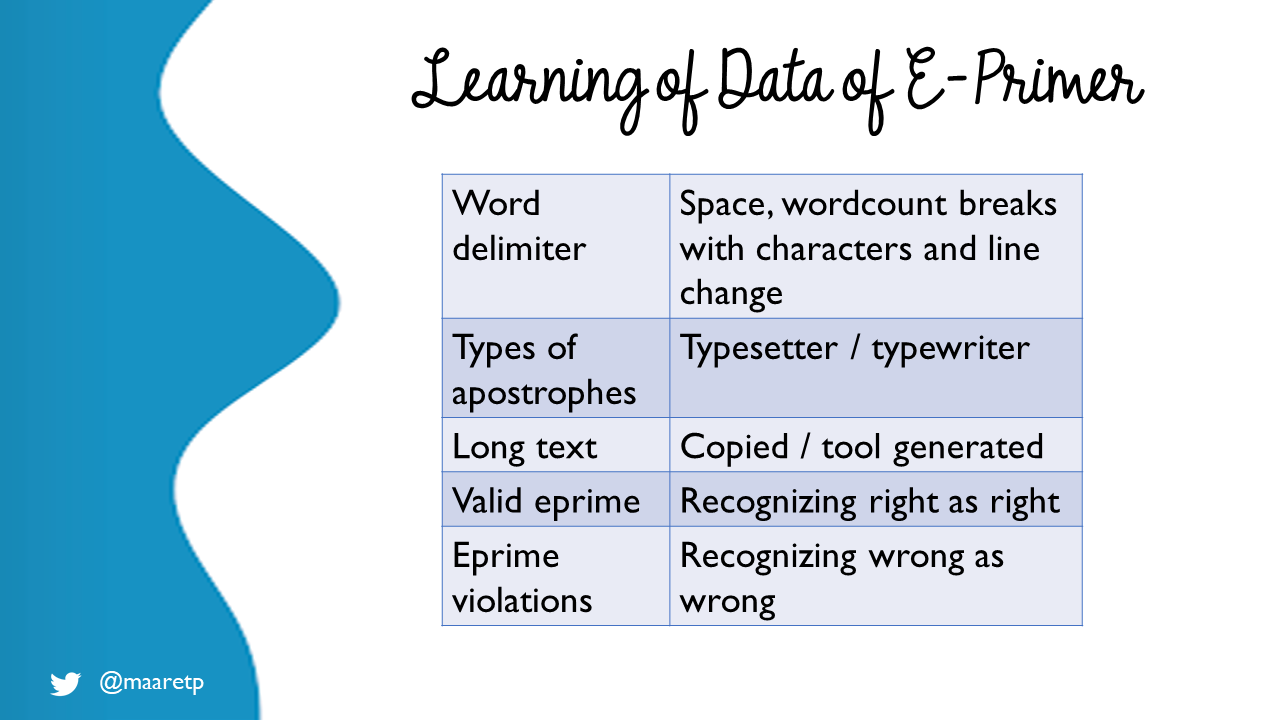 Learning of Data of E-Primer
Word
delimiter
Space, wordcount breaks
with characters and line
change
Types of
apostrophes
Typesetter / typewriter
Long text
Copied / tool generated
Valid eprime
Recognizing right as right
Eprime
violations
Recognizing wrong as
wrong
@maaretp